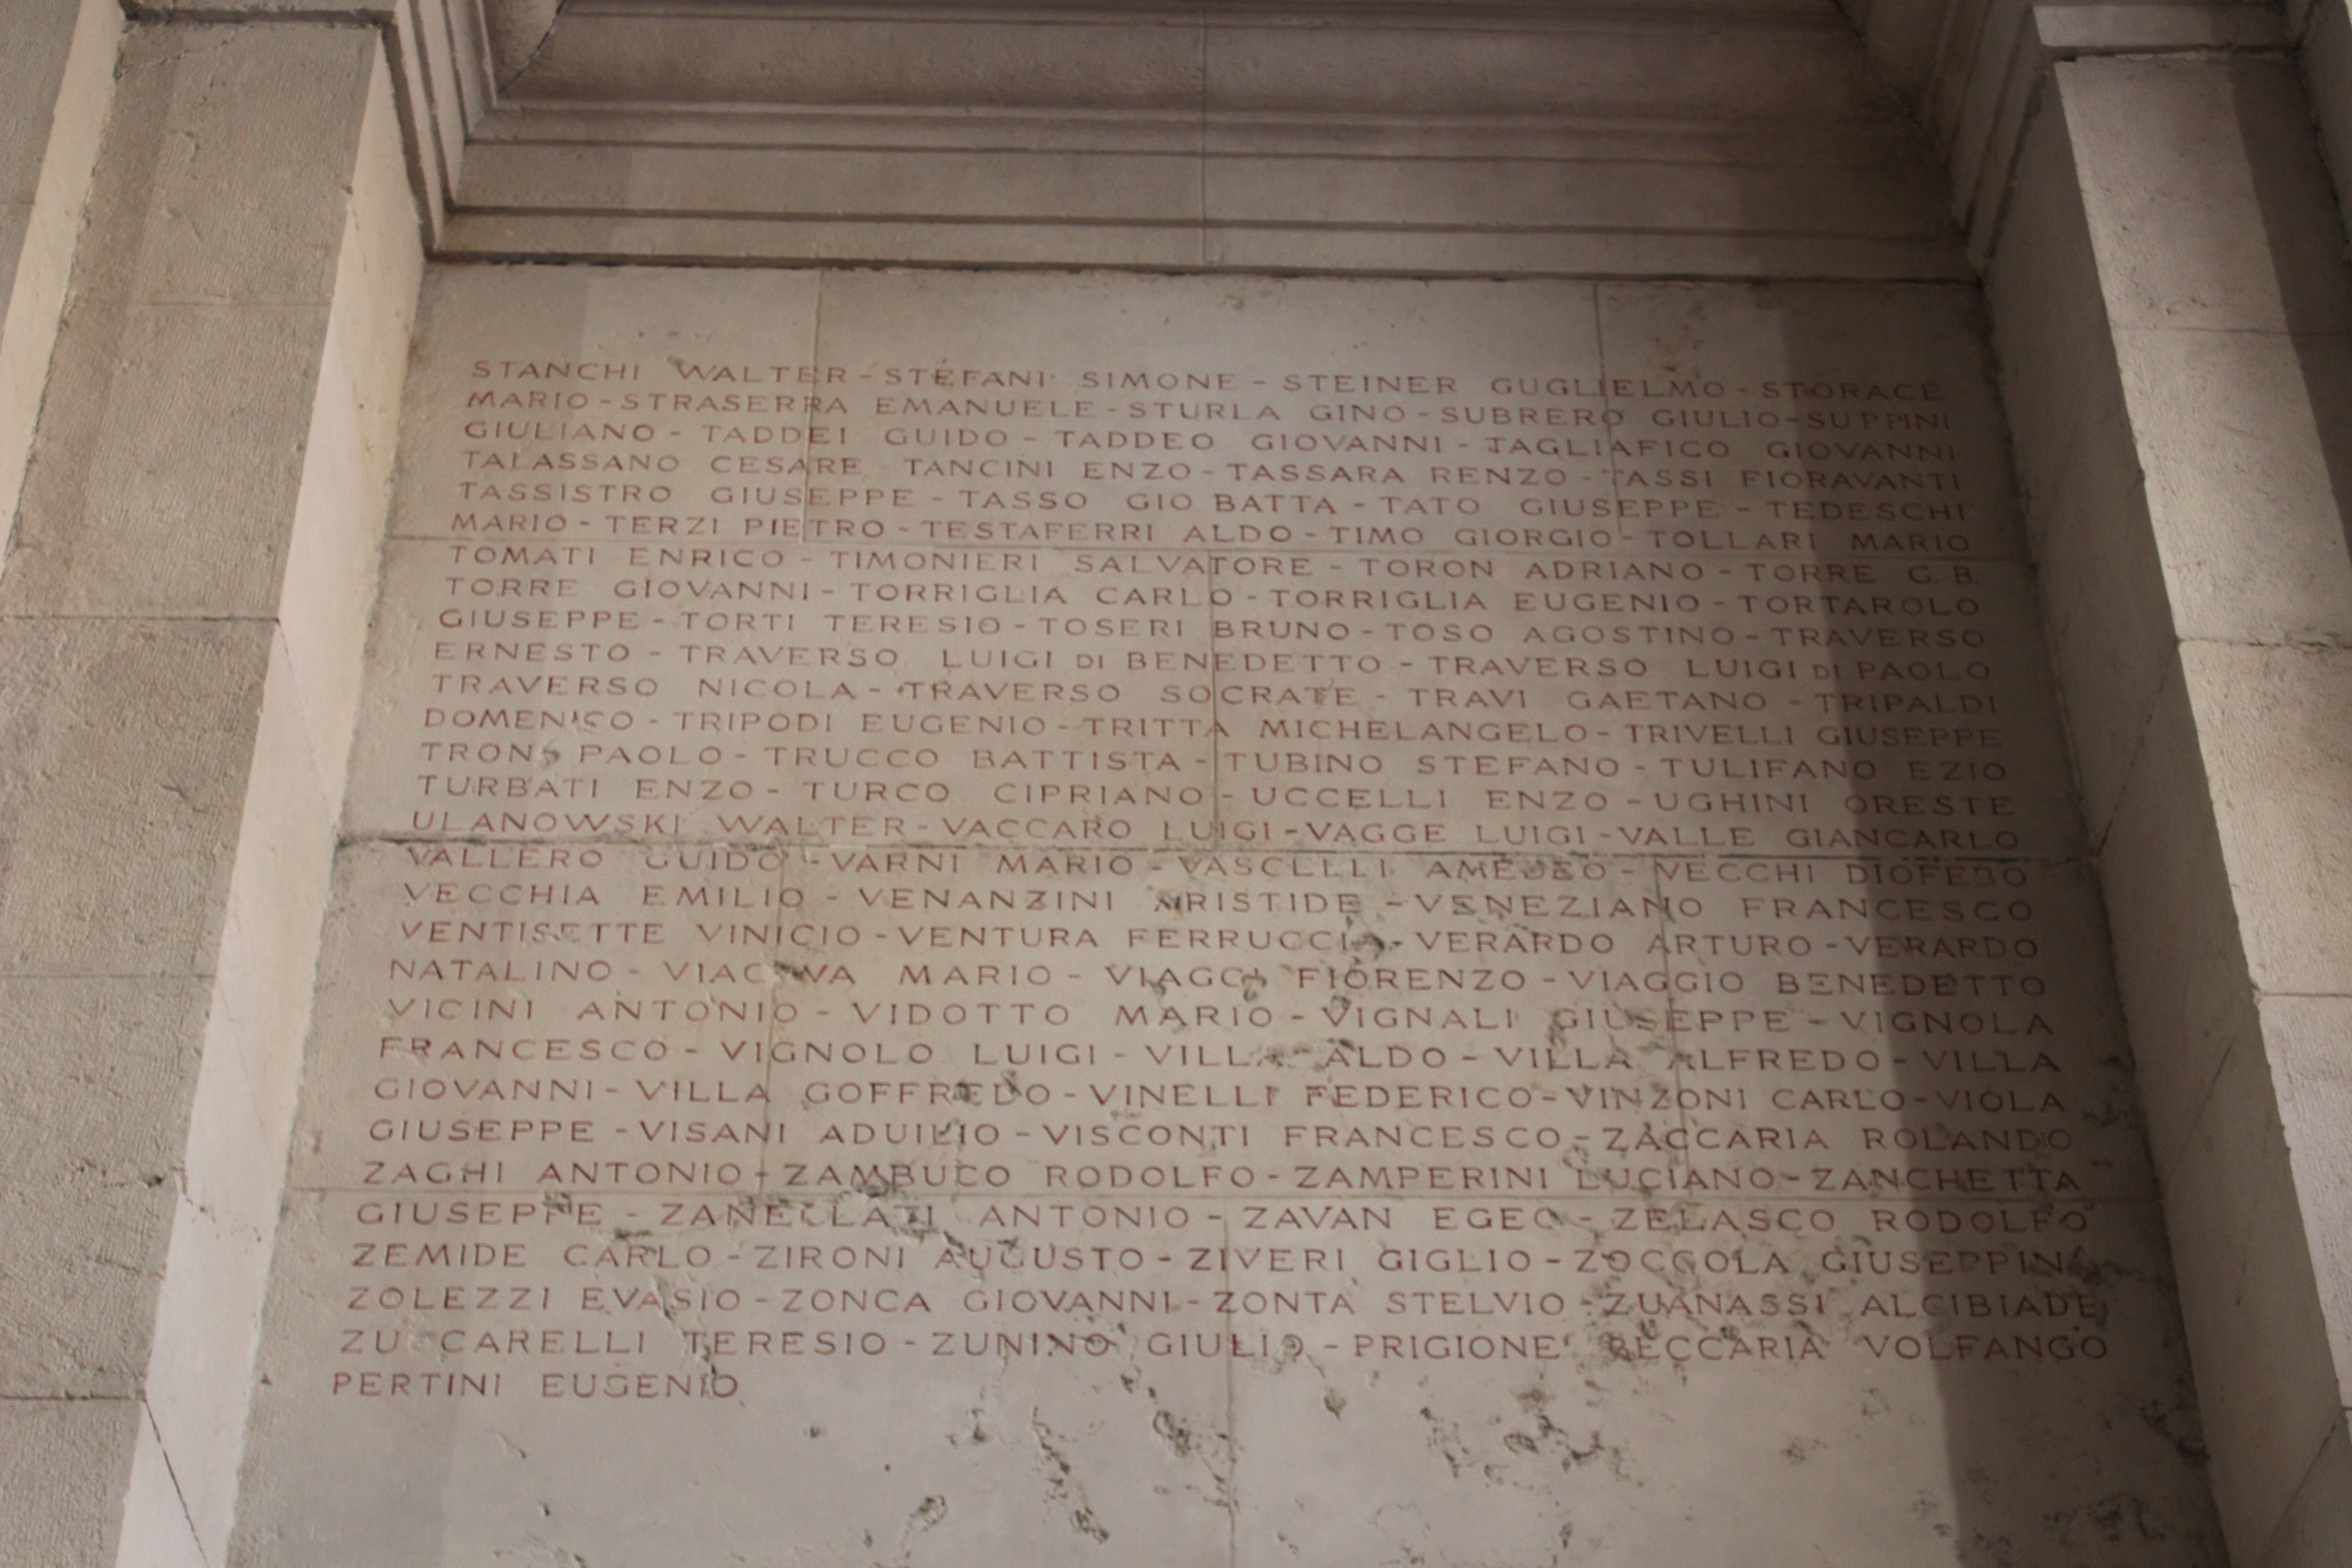 STANCHI WALTER - STEFANI SIMONE - STEINER GUGLIELMO - STORACE
MARIO - STRASERRA EMANUELE - STURLA GINO - SUBRERO GIULIO - SUPPINI
GIULIANO - TADDEI GUIDO - TADDEO GIOVANNI - TAGLIAFICO GIOVANNI
TALASSANO CESARE TANCINI ENZO - TASSARA RENZO - TASSI FIORAVANTI
TASSISTRO GIUSEPPE - TASSO GIO BATTA - TATO GIUSEPPE - TEDESCHI
MARIO - TERZI PIETRO - TESTAFERRI ALDO - TIMO GIORGIO - TOLLARI MARIO
TOMATI ENRICO - TIMONIERI SALVATORE - TORON ADRIANO - TORRE G. B.
TORRE GIOVANNI - TORRIGLIA CARLO - TORRIGLIA EUGENIO - TORTAROLO
GIUSEPPE - TORTI TERESIO - TOSERI BRUNO - TOSO AGOSTINO - TRAVERSO
ERNESTO - TRAVERSO LUIGI DI BENEDETTO - TRAVERSO LUIGI DI PAOLO
TRAVERSO NICOLA - TRAVERSO SOCRATE - TRAVI GAETANO - TRIPALDI
DOMENICO - TRIPODI EUGENIO - TRITTA MICHELANGELO - TRIVELLI GIUSEPPE
PAOLO - TRUCCO BATTISTA - TUBINO STEFANO - TULIFANO EZIO
TURBATI ENZO - TURCO CIPRIANO - UCCELLI ENZO - UGHINI ORESTE
ULANOWSKI WALTER - VACCARO LUIGI - VAGGE LUIGI - VALLE GIANCARLO
VALLERO GUIDO - VARNI MARIO - VASCELLI AMEDEO - VECCHI DIOFEBO
VECCHIA EMILIO - VENANZINI ARISTIDE - VENEZIANO FRANCESCO
VENTISETTE VINICIO - VENTURA FERRUCCIO - VERARDO ARTURO - VERARDO
NATALINO - VIACAVA MARIO - VIAGGI FIORENZO - VIAGGIO BENEDETTO
VICINI ANTONIO - VIDOTTO MARIO - VIGNALI GIUSEPPE - VIGNOLA
FRANCESCO - VIGNOLO LUIGI - VILLA ALDO - VILLA ALFREDO - VILLA
GIOVANNI - VILLA GOFFREDO - VINELLI FEDERICO - VINZONI CARLO - VIOLA
GIUSEPPE - VISANI ADUILIO - VISCONTI FRANCESCO - ZACCARIA ROLANDO
ZAGHI ANTONIO - ZAMBUCO RODOLFO - ZAMPERINI LUCIANO - ZANCHETTA
GIUSEPPE - ZANELLATI ANTONIO - ZAVAN EGEO - ZELASCO RODOLFO
ZEMIDE CARLO - ZIRONI AUGUSTO - ZIVERI GIGLIO - ZOCCOLA
ZOLEZZI EVASIO - ZONCA GIOVANNI - ZONTA STELVIO - ZUANASSI ALCIBIADE
CARELLI TERESIO - ZUNINO GIULIO - PRIGIONE BECCARIA VOLFANGO
PERTINI EUGENIO